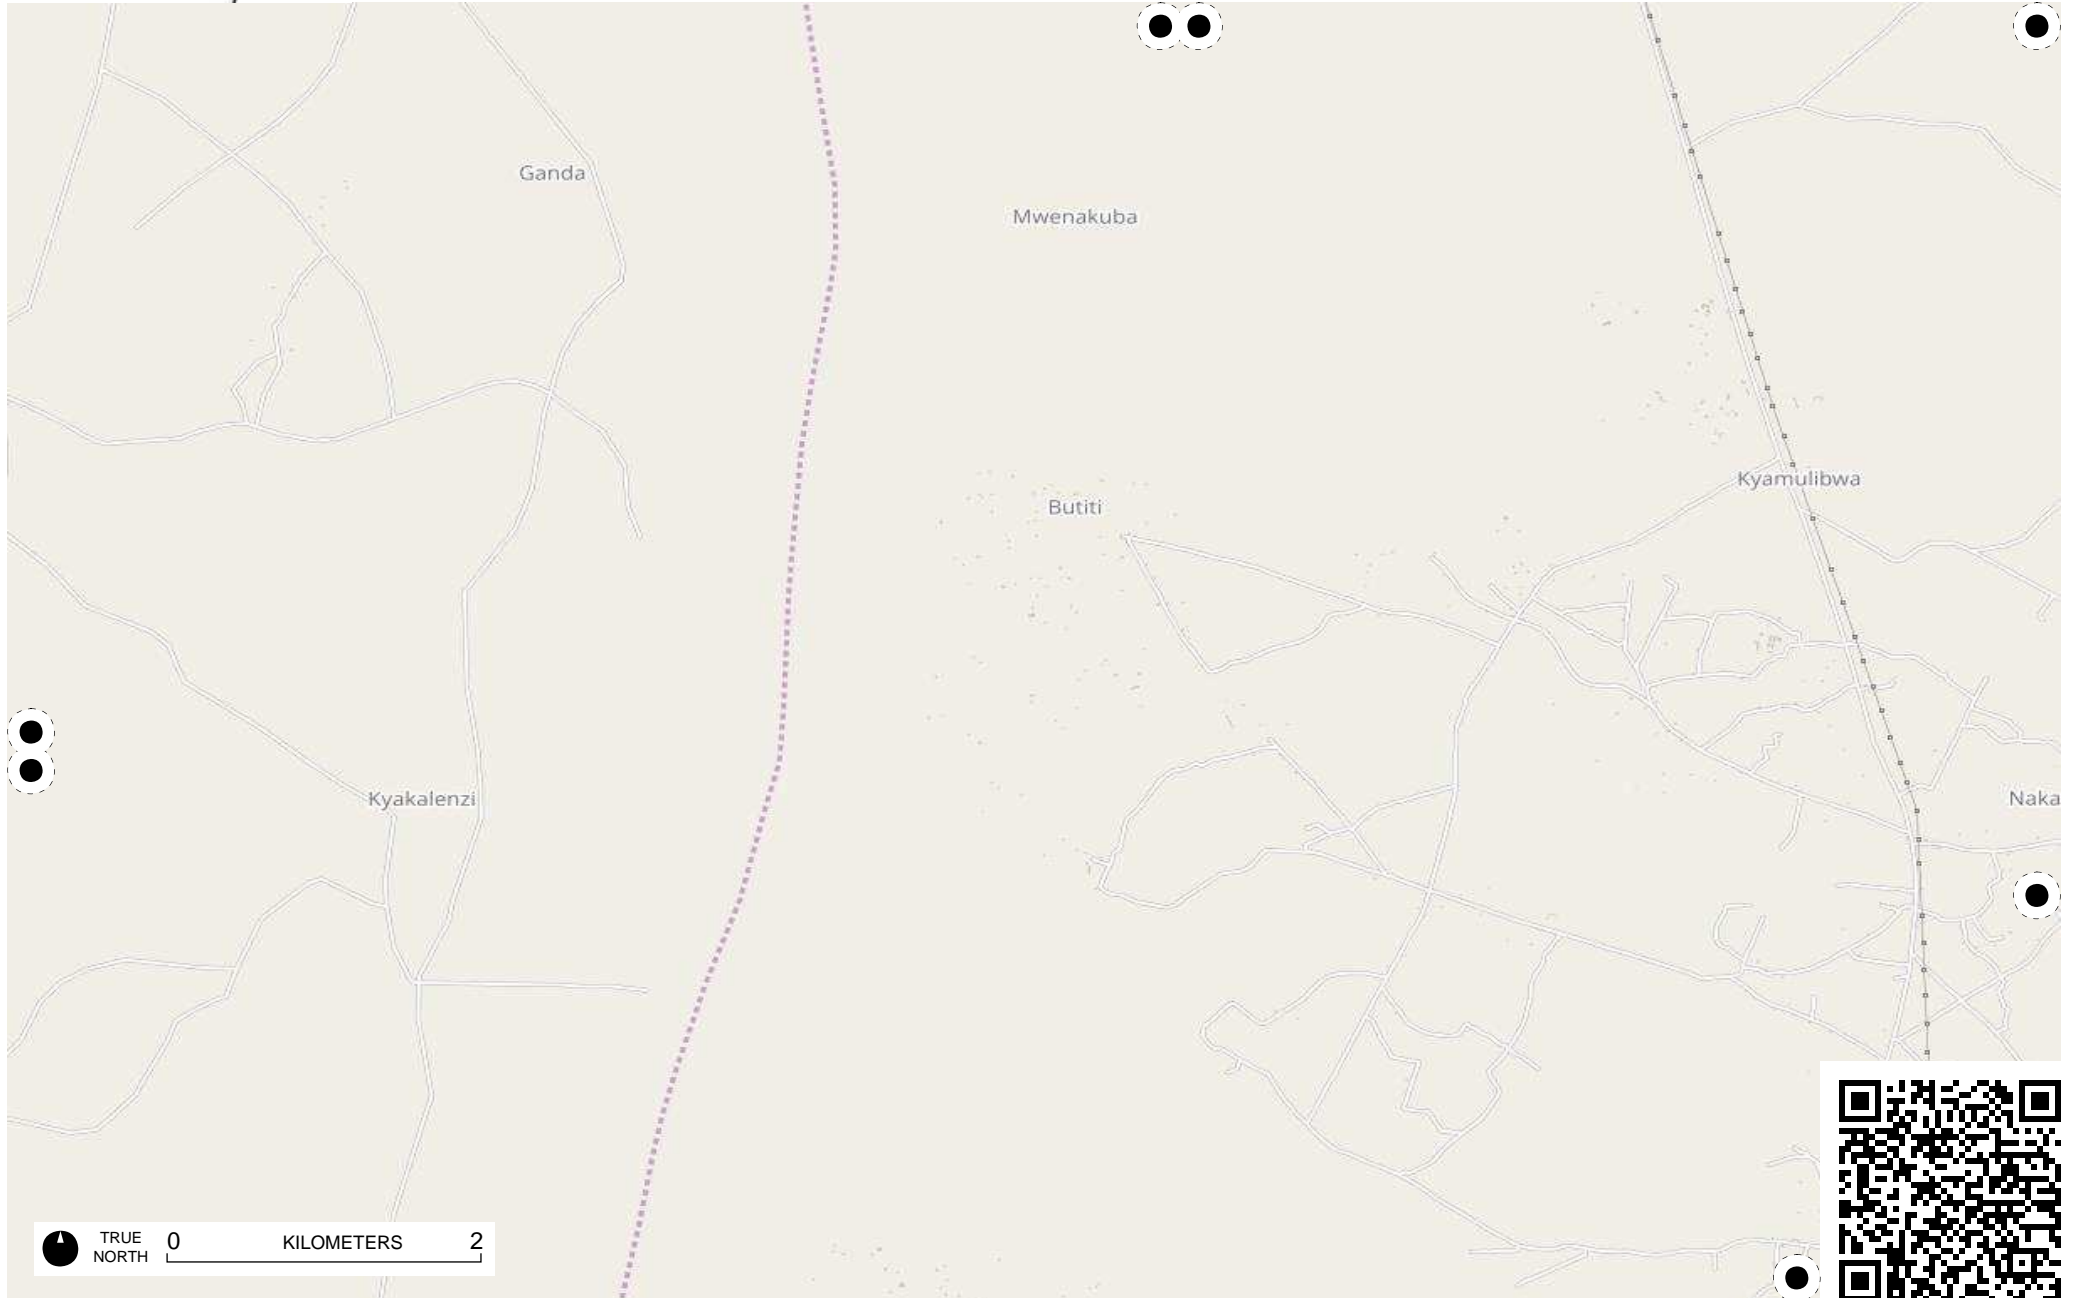 Ganda
Mwenakuba
Kyamulibwa
Butiti
Kyakalenzi
Naka
TRUE
NORTH
0 KILOMETERS 2